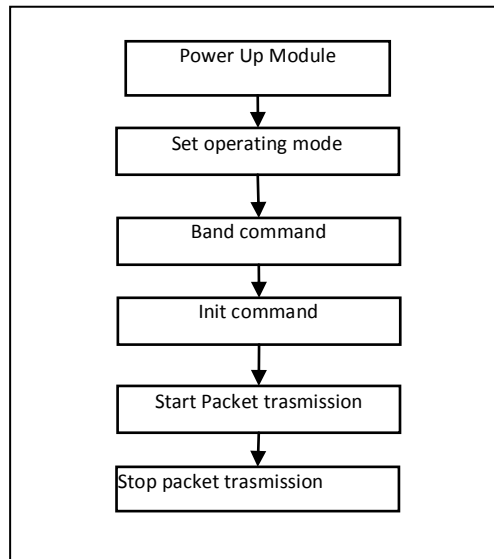 Power Up Module
Set operating mode
Band command
Init command
Start Packet trasmission
Stop packet trasmission